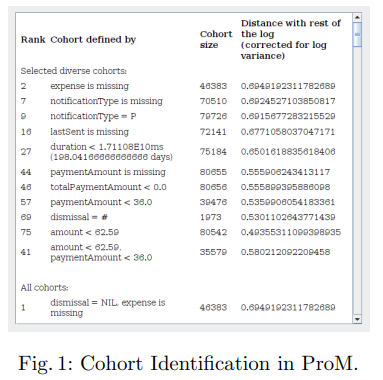 Rank Cohort defined by Cohort size Distance with rest of the log (corrected for log variance)
Selected diverse cohorts:
2 expense is missing 46383 0.6949192311782689
7 notificationType is missing 70510 0.6924527103850817
9 notificationType = P 79726 0.6915677283215529
16 lastSent is missing 72141 0.6771058037047171
27 duration < 1.71108E10ms (198.04166666666666 days) 75184 0.6501618835618406
44 paymentAmount is missing 80655 0.555906243413117
46 totalPaymentAmount < 0.0 80656 0.555899395886098
57 paymentAmount < 36.0 39476 0.5359906054183361
69 dismissal = # 1973 0.5301102643771439
75 amount < 62.59 80542 0.49355311099398935
41 amount < 62.59, paymentAmount < 36.0 35579 0.580212092209458
All cohorts:
1 dismissal = NIL, expense is missing 46383 0.6949192311782689
Fig. 1: Cohort Identification in ProM.